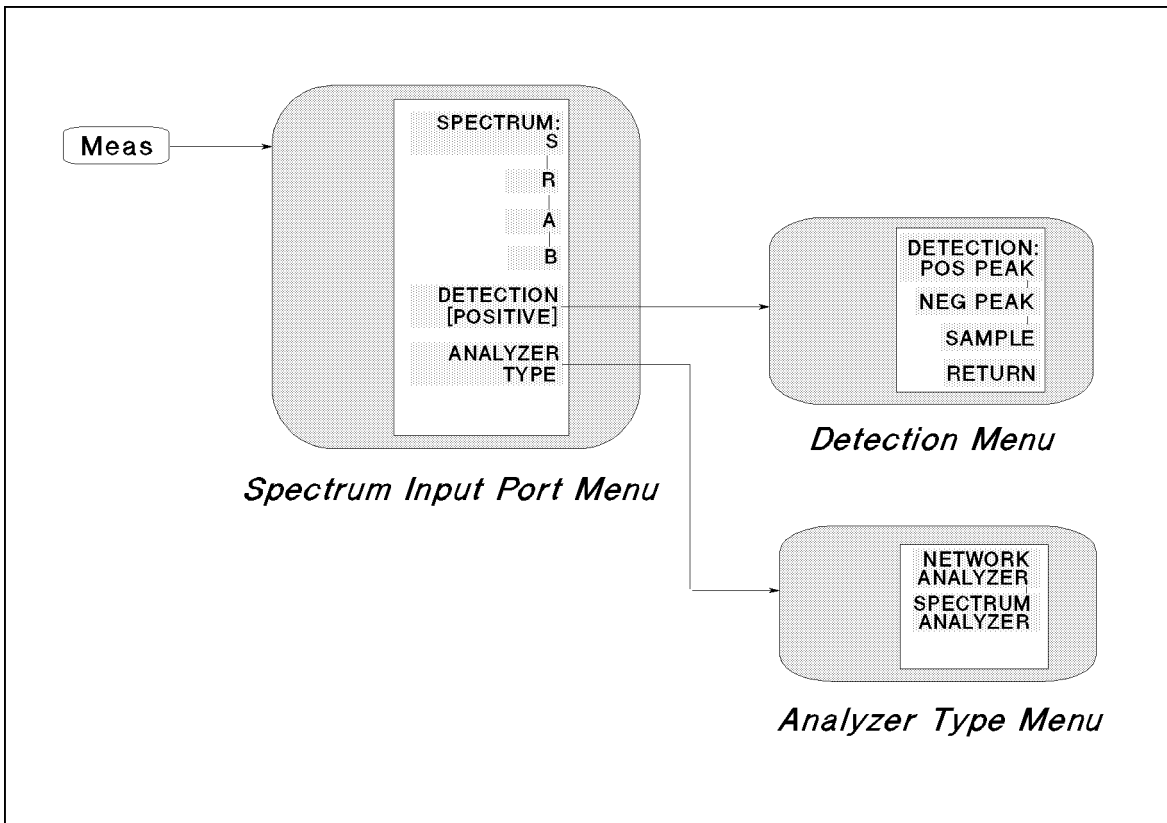 Meas
SPECTRUM:
S
R
A
B
DETECTION
[POSITIVE]
ANALYZER
TYPE
Spectrum Input Port Menu
DETECTION:
POS PEAK
NEG PEAK
SAMPLE
RETURN
Detection Menu
NETWORK
ANALYZER
SPECTRUM
ANALYZER
Analyzer Type Menu